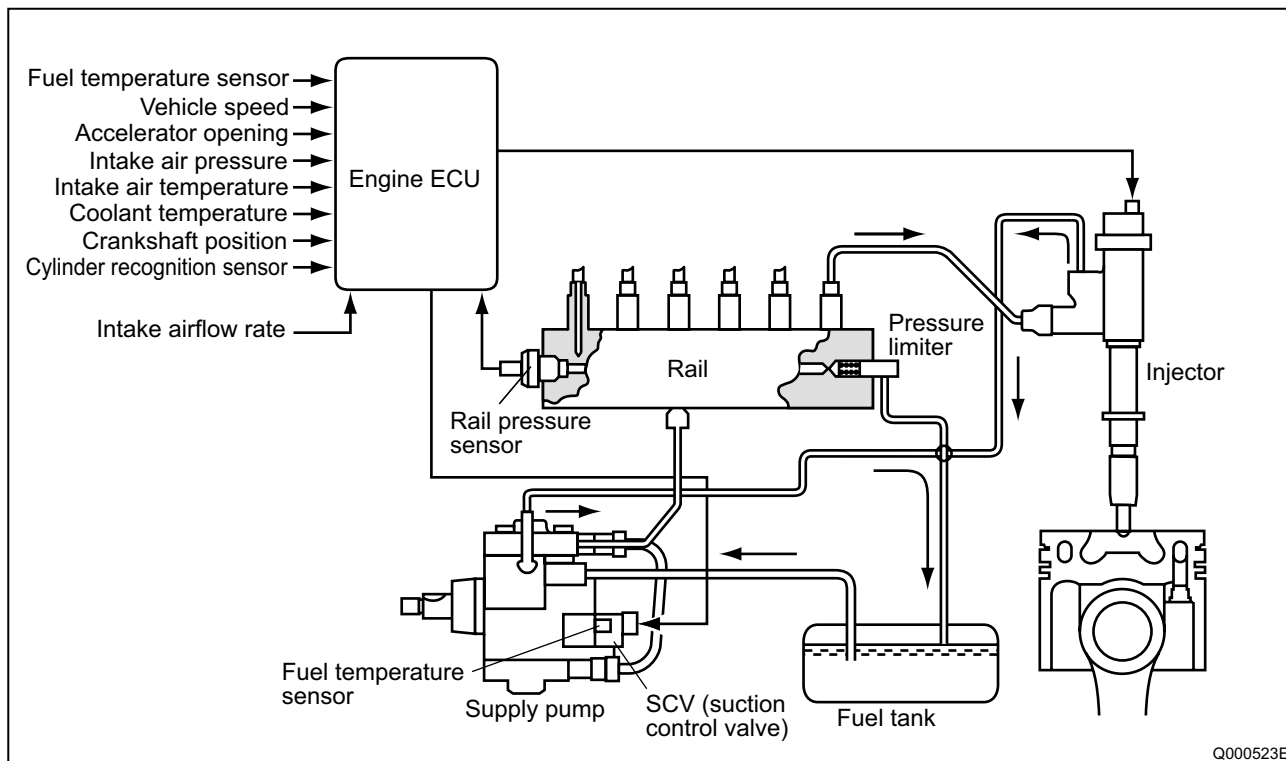 Fuel temperature sensor
Vehicle speed
Accelerator opening
Intake air pressure
Intake air temperature
Coolant temperature
Crankshaft position
Cylinder recognition sensor
Intake airflow rate
Engine ECU
Rail pressure
sensor
Rail
Pressure
limiter
Injector
Fuel temperature
sensor
Supply pump
SCV (suction
control valve)
Fuel tank
Q000523E